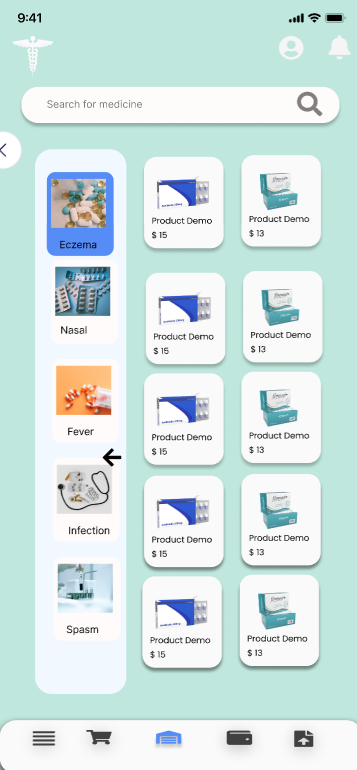 9:41
Search for medicine
Eczema
Nasal
Fever
Infection
Spasm
Product Demo
$ 15
Product Demo
$ 13
Product Demo
$ 15
Product Demo
$ 13
Product Demo
$ 15
Product Demo
$ 13
Product Demo
$ 15
Product Demo
$ 13
Product Demo
$ 15
Product Demo
$ 13